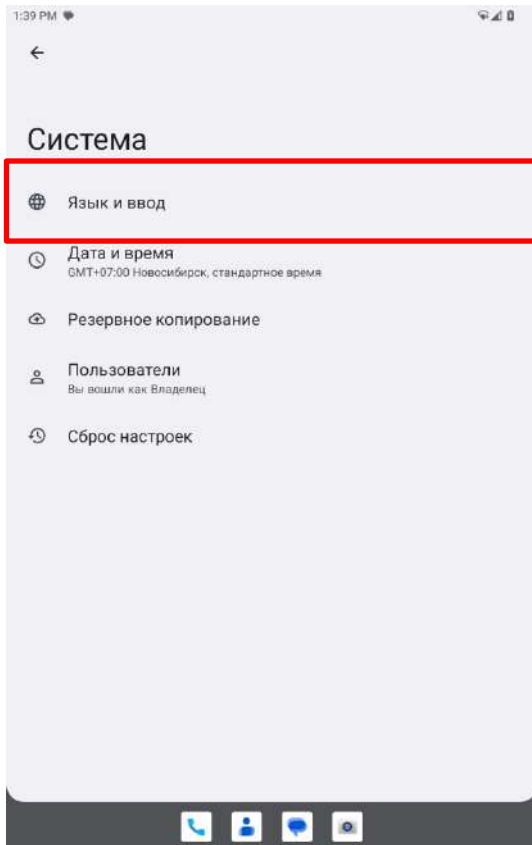 1:39 PM
Система
Язык и ввод
Дата и время
GMT+07:00 Новосибирск, стандартное время
Резервное копирование
Пользователи
Вы вошли как Владелец
Сброс настроек